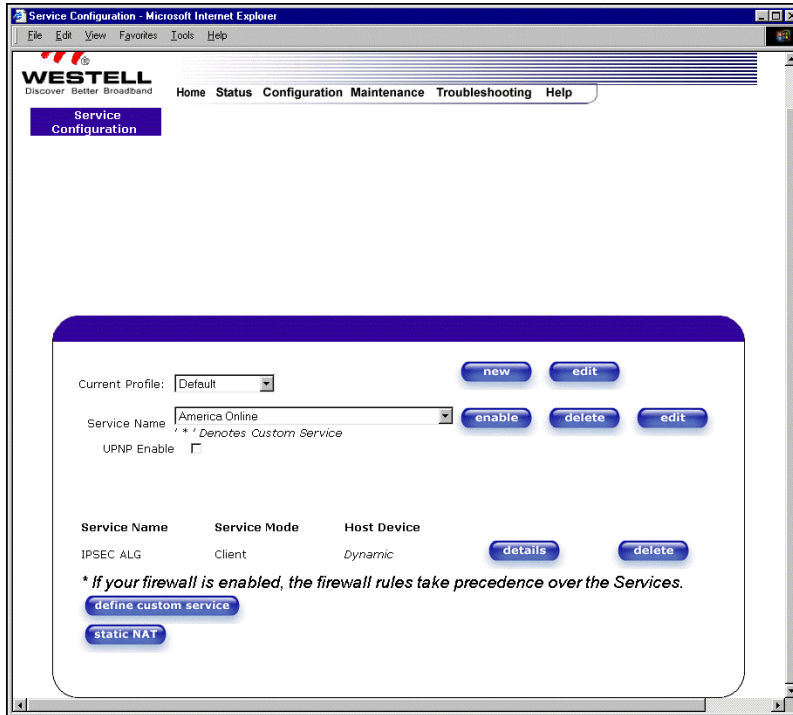 Service Configuration - Microsoft Internet Explorer
File Edit View Favorites Tools Help
®
WESTELL
Discover Better Broadband
Home Status Configuration Maintenance Troubleshooting Help
Service
Configuration
new edit
Current Profile: Default
Service Name America Online enable delete edit
' * ' Denotes Custom Service
UPNP Enable
Service Name Service Mode Host Device
IPSEC ALG Client Dynamic details delete
* If your firewall is enabled, the firewall rules take precedence over the Services.
define custom service
static NAT